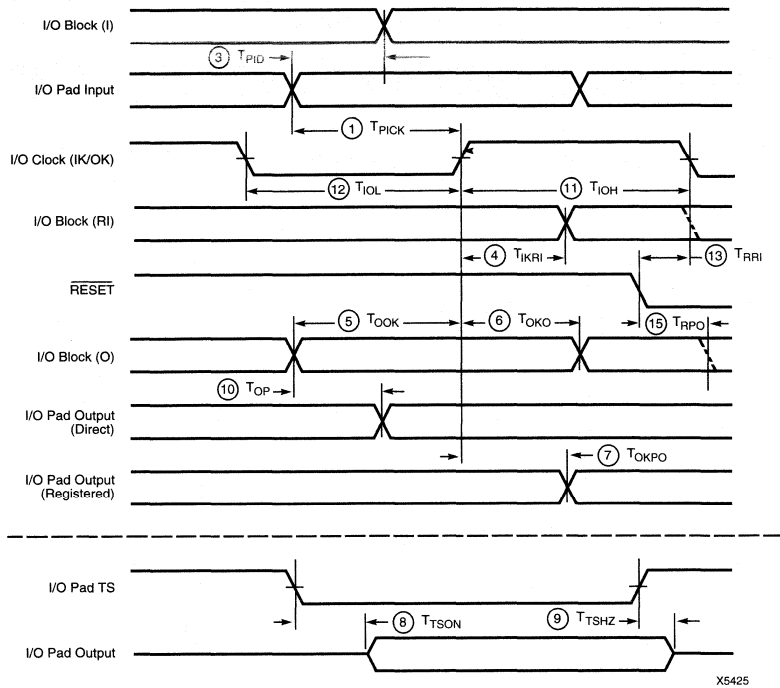 I/O Block (I)
3 TPID
I/O Pad Input
1 TPICK
I/O Clock (IK/OK)
12 TIOL
11 TIOH
I/O Block (RI)
4 TIKRI
13 TRRI
RESET
5 TOOK
6 TOKO
15 TRPO
I/O Block (O)
10 TOP
I/O Pad Output
(Direct)
7 TOKPO
I/O Pad Output
(Registered)
I/O Pad TS
8 TTSON
9 TTSHZ
I/O Pad Output
X5425